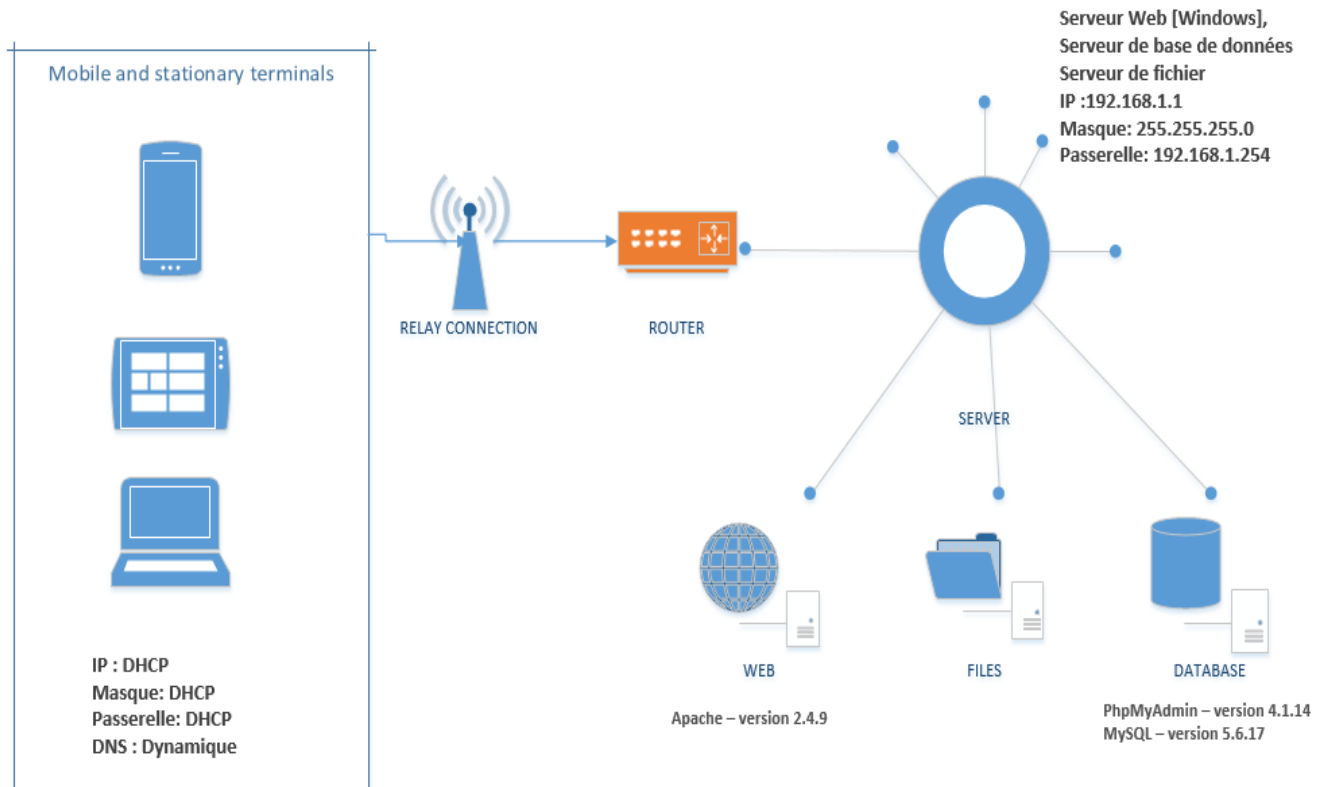 Serveur Web [Windows],
Serveur de base de données
Serveur de fichier
IP :192.168.1.1
Masque: 255.255.255.0
Passerelle: 192.168.1.254
Mobile and stationary terminals
RELAY CONNECTION
ROUTER
SERVER
IP : DHCP
Masque: DHCP
Passerelle: DHCP
DNS : Dynamique
WEB
FILES
DATABASE
Apache – version 2.4.9
PhpMyAdmin – version 4.1.14
MySQL – version 5.6.17